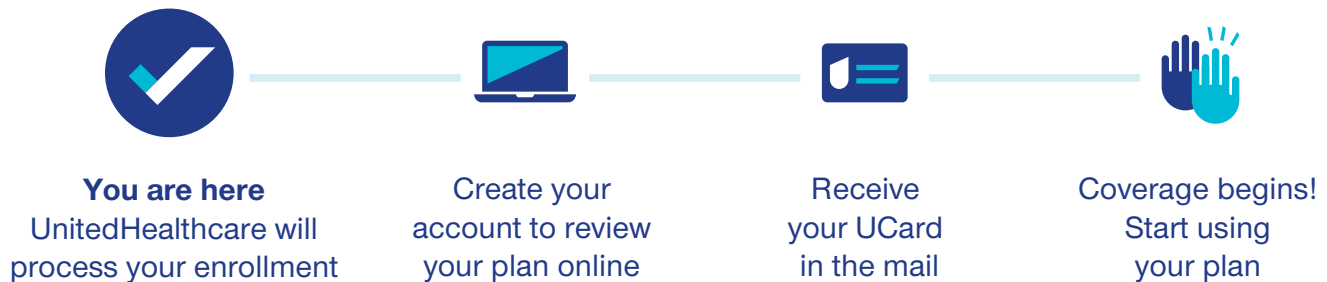 You are here
UnitedHealthcare will
process your enrollment
Create your
account to review
your plan online
Receive
your UCard
in the mail
Coverage begins!
Start using
your plan